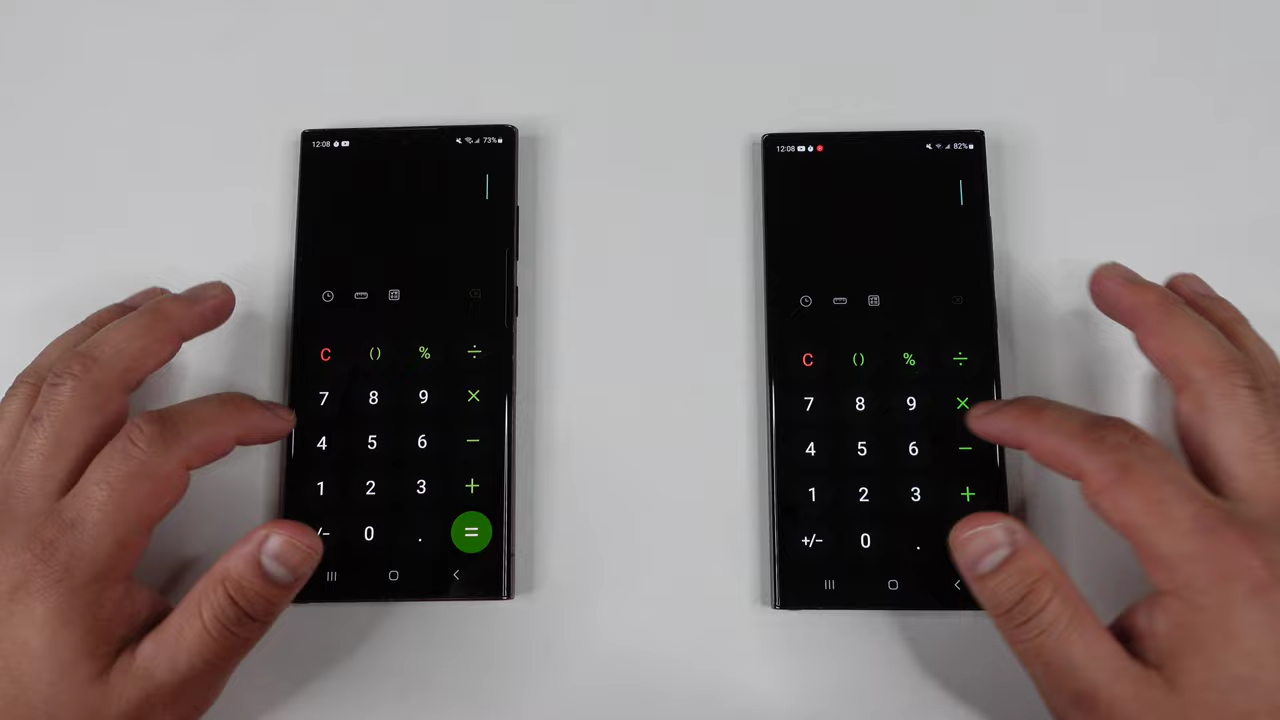 12:08 73%
C () % ÷
7 8 9 ×
4 5 6 −
1 2 3 +
/− 0 . =
12:08 82%
C () % ÷
7 8 9 ×
4 5 6 −
1 2 3 +
+/− 0 .